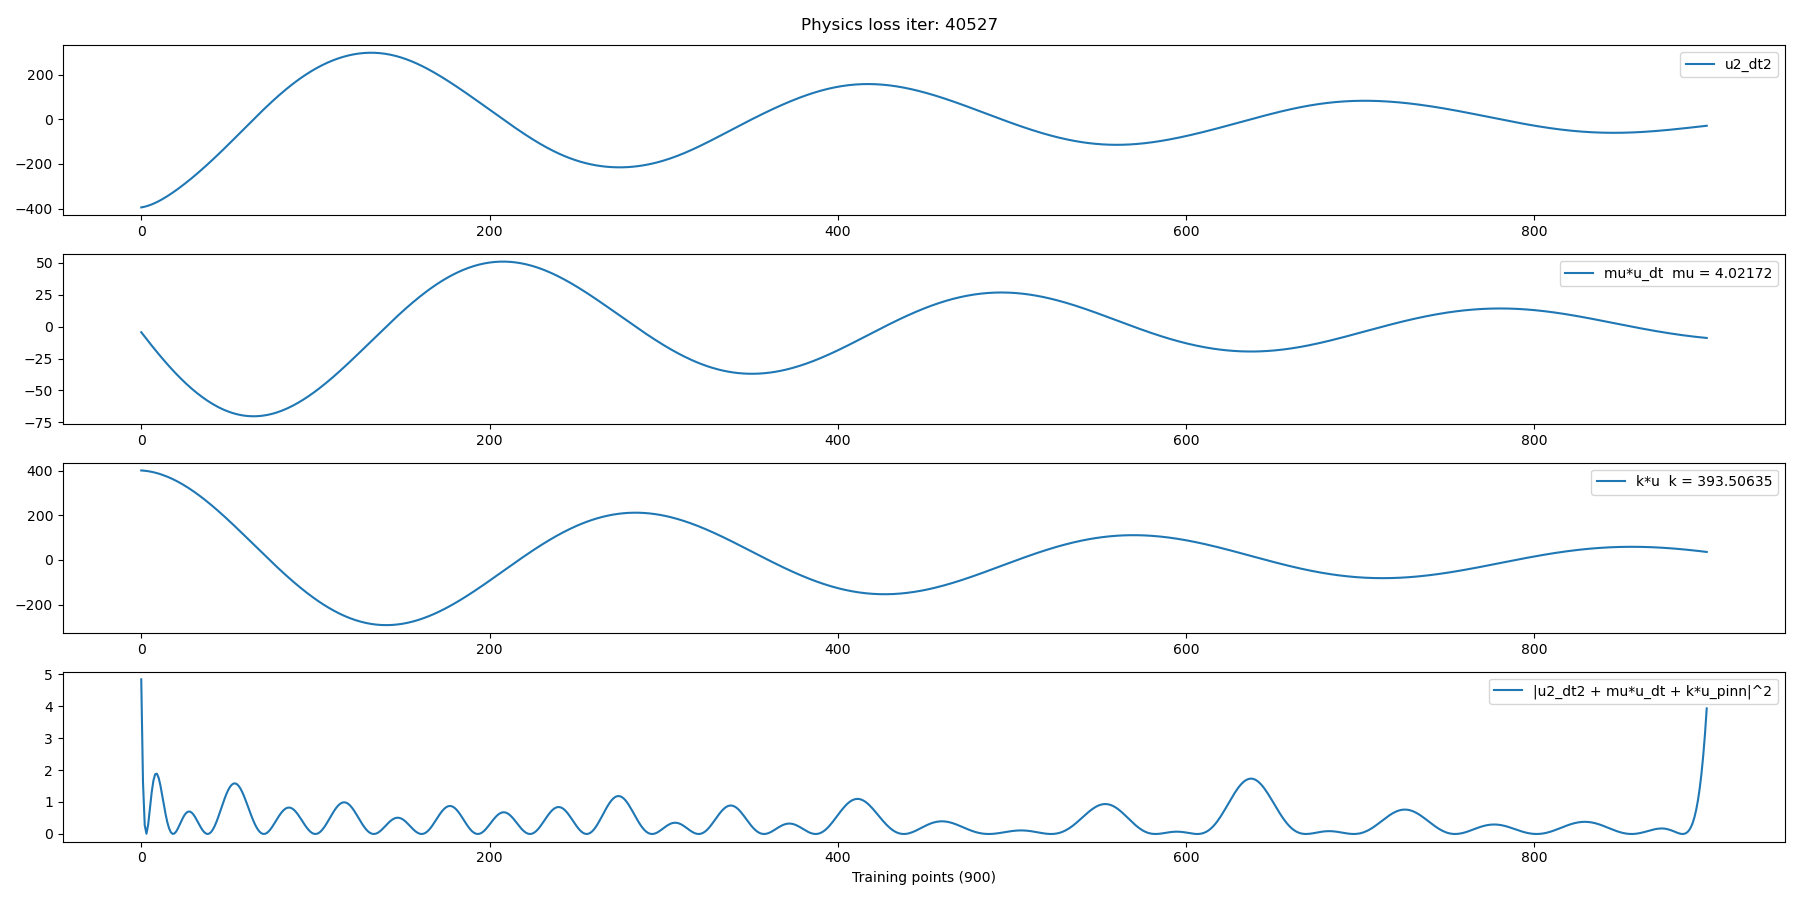 Physics loss iter: 40527
200
0
−200
−400
u2_dt2
0 200 400 600 800
50
25
0
−25
−50
−75
mu*u_dt mu = 4.02172
0 200 400 600 800
400
200
0
−200
k*u k = 393.50635
0 200 400 600 800
5
4
3
2
1
0
|u2_dt2 + mu*u_dt + k*u_pinn|^2
0 200 400 600 800
Training points (900)